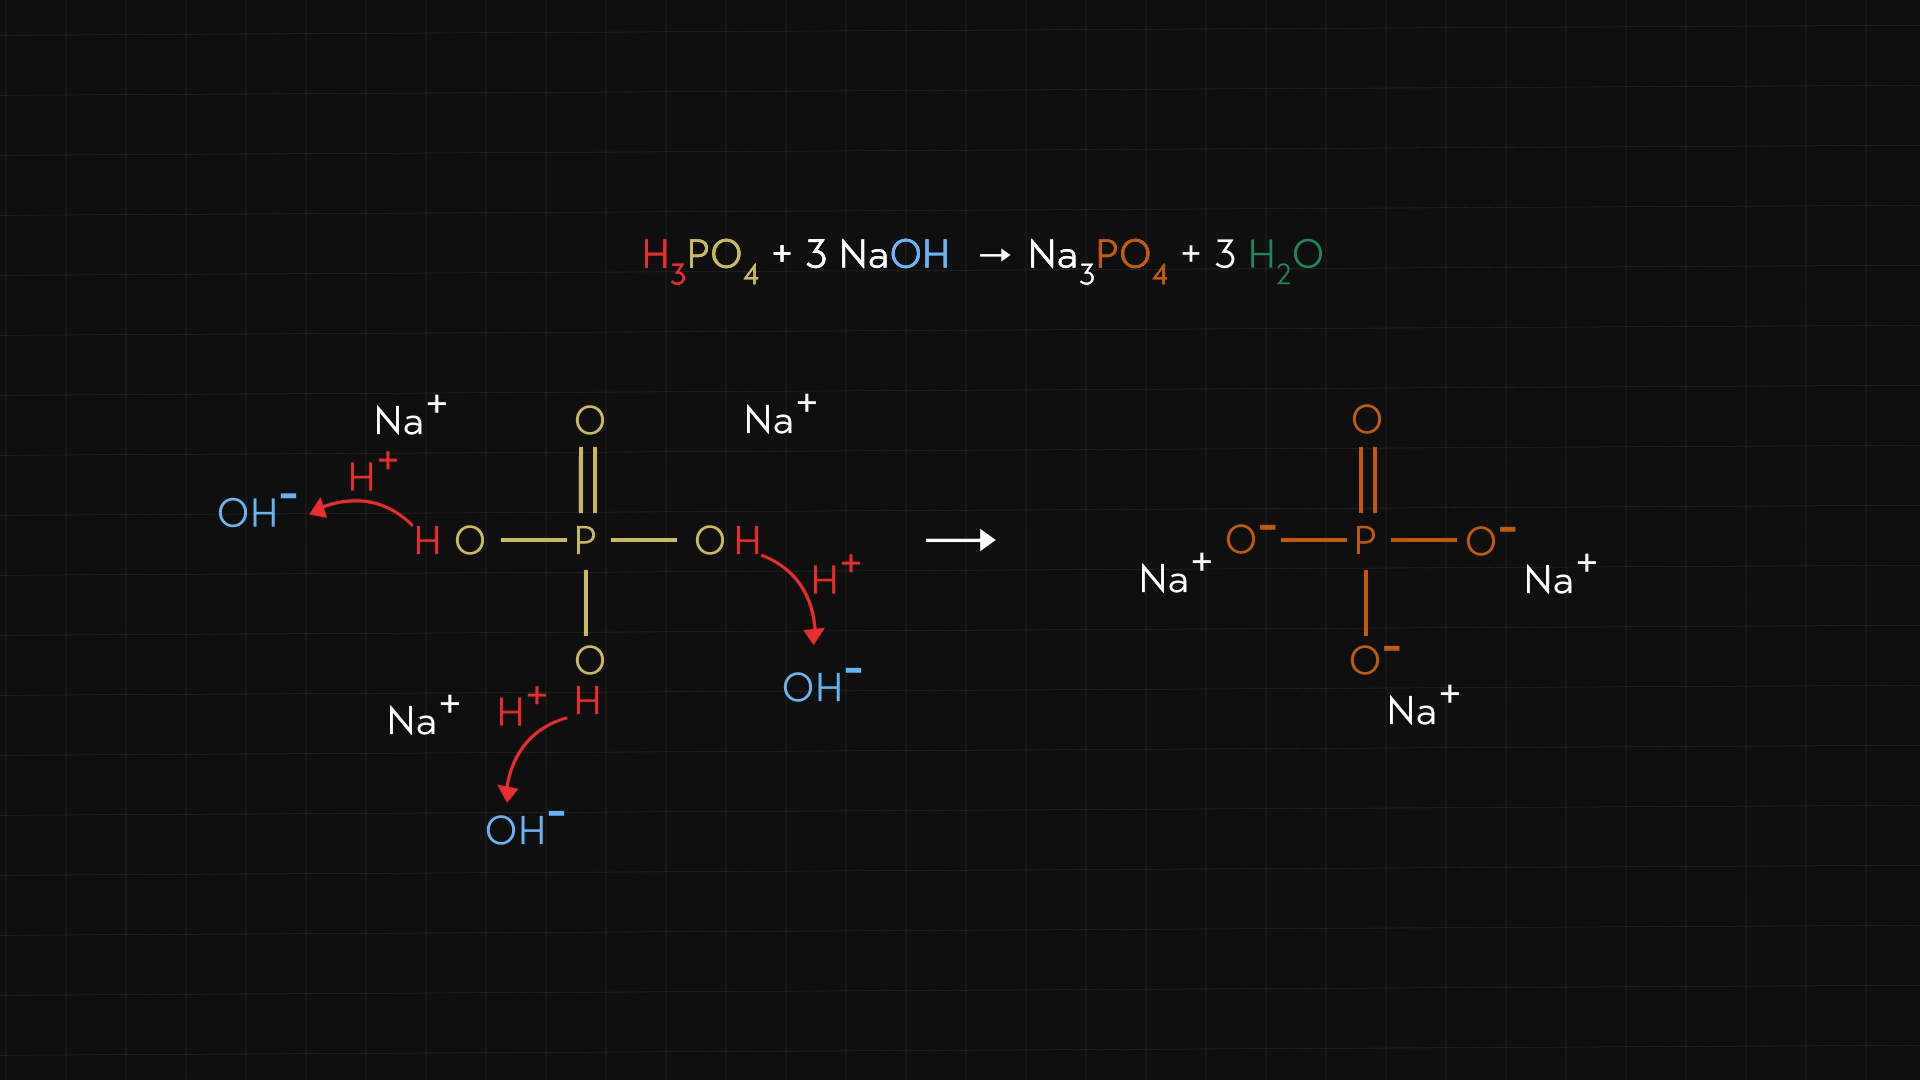 H₃PO₄ + 3 NaOH → Na₃PO₄ + 3 H₂O
Na⁺ O Na⁺
H⁺
OH⁻ H O P O H
H⁺
O
Na⁺ H⁺ H
OH⁻
OH⁻
→
O
O⁻ P O⁻
Na⁺ Na⁺
O⁻
Na⁺